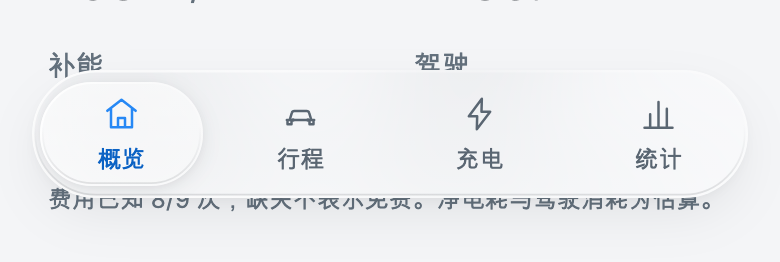 补能 驾驶
概览 行程 充电 统计
费用已知 8/9 次，缺失不表示免费。净电耗与驾驶消耗为估算。